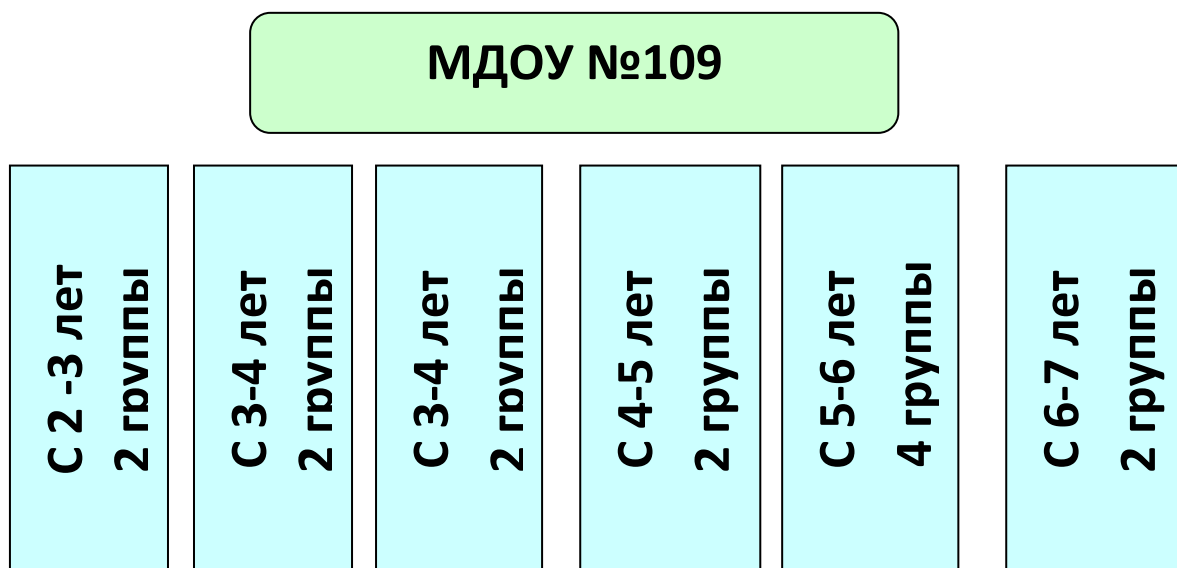 МДОУ №109
С 2 -3 лет
2 группы
С 3-4 лет
2 группы
С 3-4 лет
2 группы
С 4-5 лет
2 группы
С 5-6 лет
4 группы
С 6-7 лет
2 группы